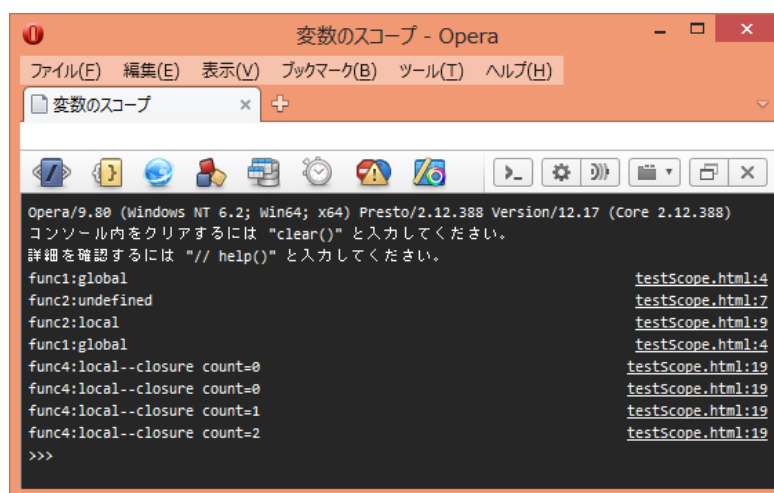 変数のスコープ - Opera
ファイル(F) 編集(E) 表示(V) ブックマーク(B) ツール(T) ヘルプ(H)
変数のスコープ
Opera/9.80 (Windows NT 6.2; Win64; x64) Presto/2.12.388 Version/12.17 (Core 2.12.388)
コンソール内をクリアするには "clear()" と入力してください。
詳細を確認するには "// help()" と入力してください。
func1:global testScope.html:4
func2:undefined testScope.html:7
func2:local testScope.html:9
func1:global testScope.html:4
func4:local--closure count=0 testScope.html:19
func4:local--closure count=0 testScope.html:19
func4:local--closure count=1 testScope.html:19
func4:local--closure count=2 testScope.html:19
>>>